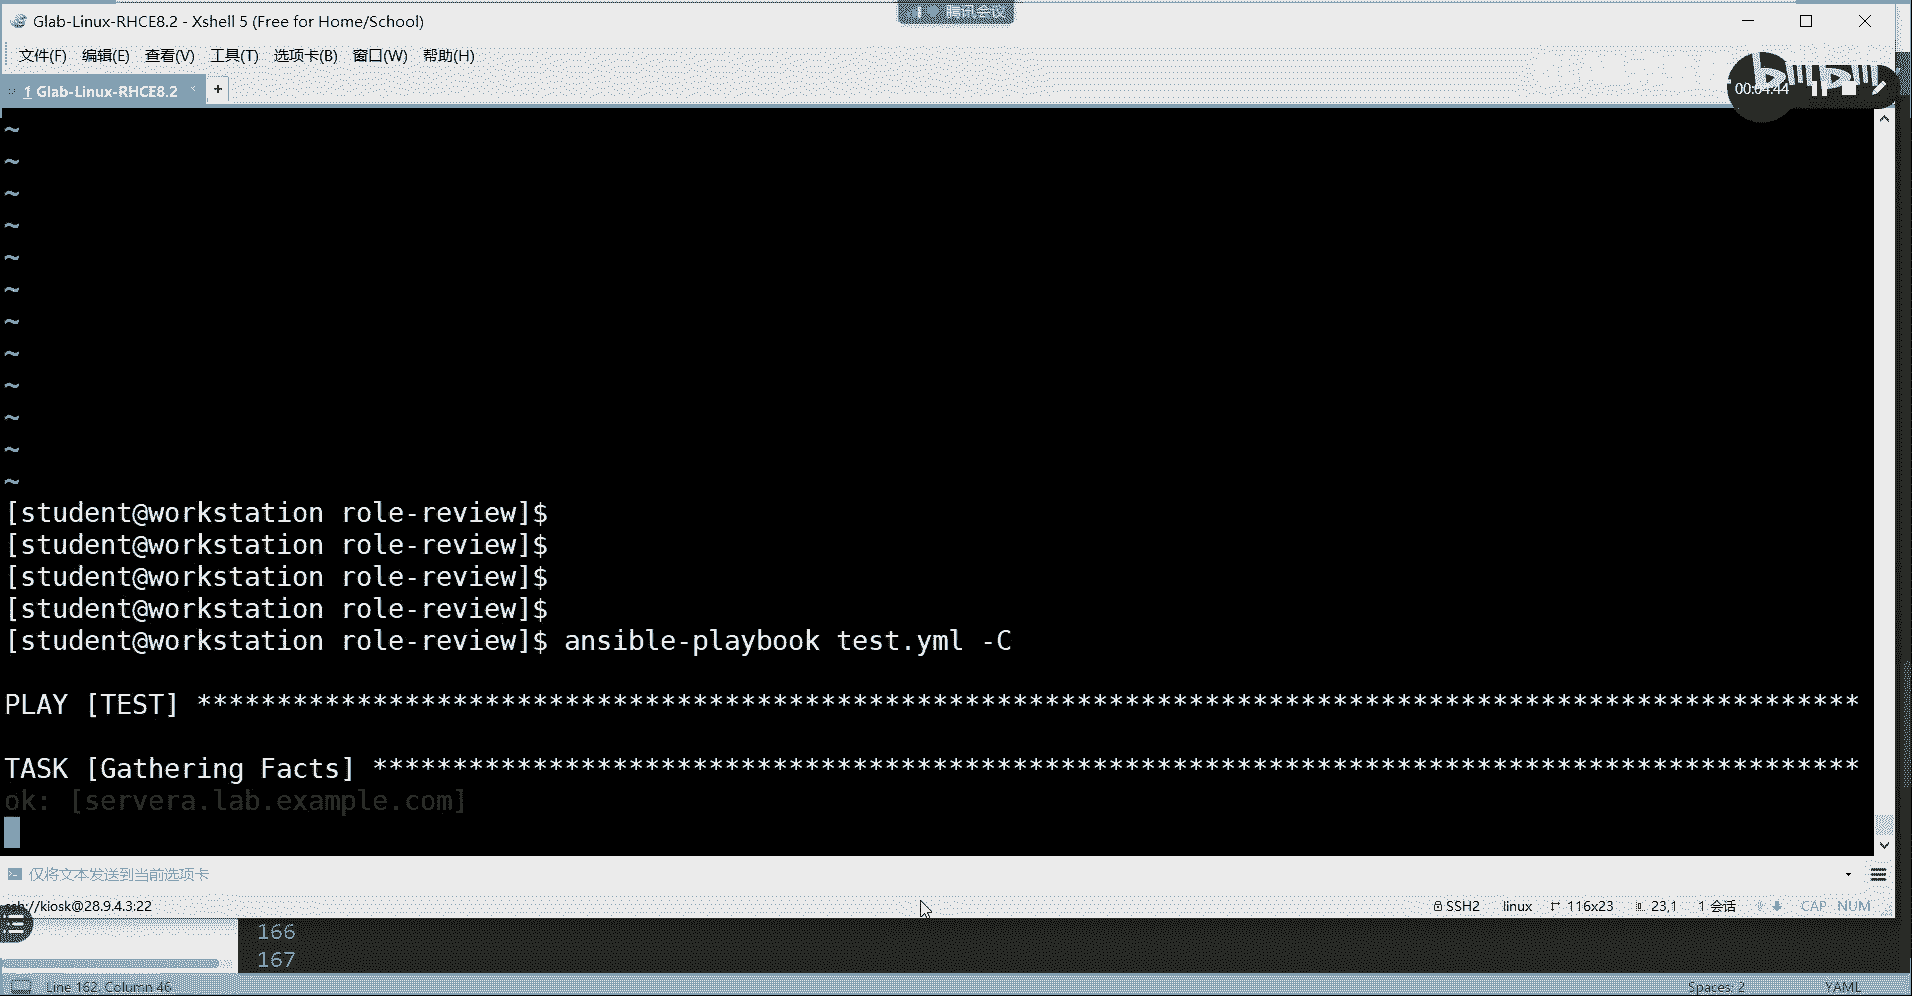 腾讯会议
Glab-Linux-RHCE8.2 - Xshell 5 (Free for Home/School)
文件(F) 编辑(E) 查看(V) 工具(T) 选项卡(B) 窗口(W) 帮助(H)
1 Glab-Linux-RHCE8.2 +
00:04:44
~
~
~
~
~
~
~
~
~
~
~
~
[student@workstation role-review]$
[student@workstation role-review]$
[student@workstation role-review]$
[student@workstation role-review]$
[student@workstation role-review]$ ansible-playbook test.yml -C
PLAY [TEST] ********************************************************************************************************
TASK [Gathering Facts] *********************************************************************************************
ok: [servera.lab.example.com]
仅将文本发送到当前选项卡
ssh://kiosk@28.9.4.3:22 SSH2 linux 116x23 23,1 1 会话 CAP NUM
166
167
Line 162, Column 46 Spaces: 2 YAML